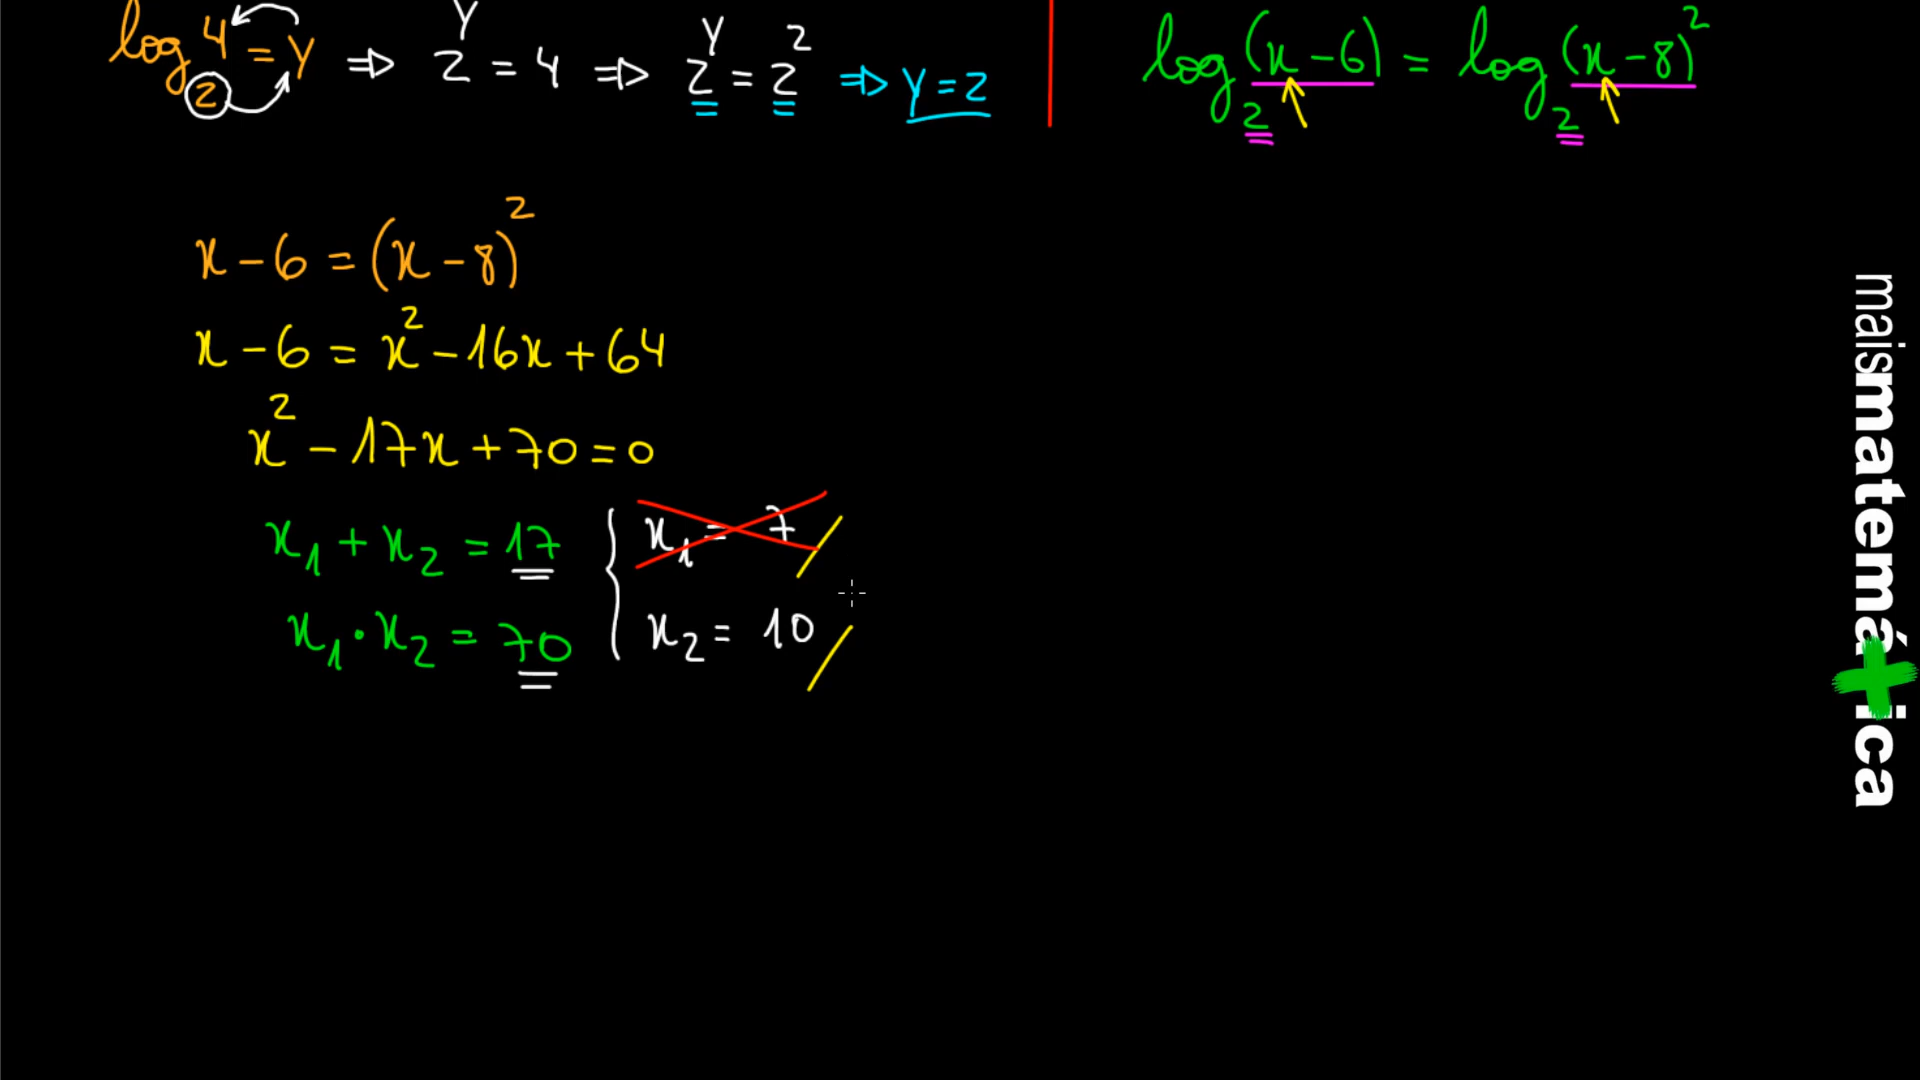 log₂ 4 = y ⇒ 2^y = 4 ⇒ 2^y = 2² ⇒ y = 2
log₂ (x - 6) = log₂ (x - 8)²
x - 6 = (x - 8)²
x - 6 = x² - 16x + 64
x² - 17x + 70 = 0
x₁ + x₂ = 17 { x₁ = 7
x₁ · x₂ = 70 x₂ = 10
maismatemática